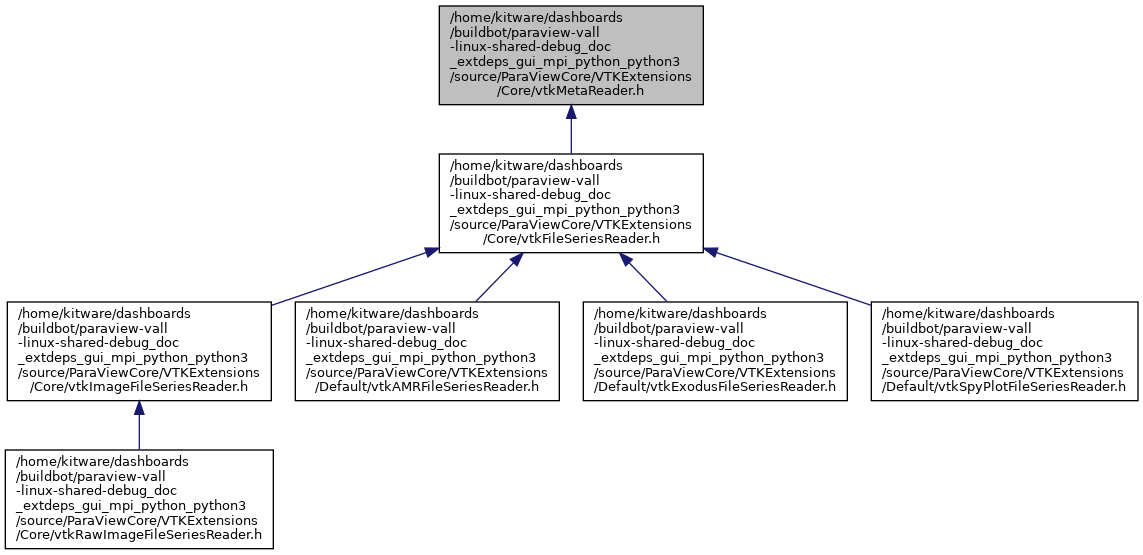 /home/kitware/dashboards
/buildbot/paraview-vall
-linux-shared-debug_doc
_extdeps_gui_mpi_python_python3
/source/ParaViewCore/VTKExtensions
/Core/vtkMetaReader.h
/home/kitware/dashboards
/buildbot/paraview-vall
-linux-shared-debug_doc
_extdeps_gui_mpi_python_python3
/source/ParaViewCore/VTKExtensions
/Core/vtkFileSeriesReader.h
/home/kitware/dashboards
/buildbot/paraview-vall
-linux-shared-debug_doc
_extdeps_gui_mpi_python_python3
/source/ParaViewCore/VTKExtensions
/Core/vtkImageFileSeriesReader.h
/home/kitware/dashboards
/buildbot/paraview-vall
-linux-shared-debug_doc
_extdeps_gui_mpi_python_python3
/source/ParaViewCore/VTKExtensions
/Default/vtkAMRFileSeriesReader.h
/home/kitware/dashboards
/buildbot/paraview-vall
-linux-shared-debug_doc
_extdeps_gui_mpi_python_python3
/source/ParaViewCore/VTKExtensions
/Default/vtkExodusFileSeriesReader.h
/home/kitware/dashboards
/buildbot/paraview-vall
-linux-shared-debug_doc
_extdeps_gui_mpi_python_python3
/source/ParaViewCore/VTKExtensions
/Default/vtkSpyPlotFileSeriesReader.h
/home/kitware/dashboards
/buildbot/paraview-vall
-linux-shared-debug_doc
_extdeps_gui_mpi_python_python3
/source/ParaViewCore/VTKExtensions
/Core/vtkRawImageFileSeriesReader.h